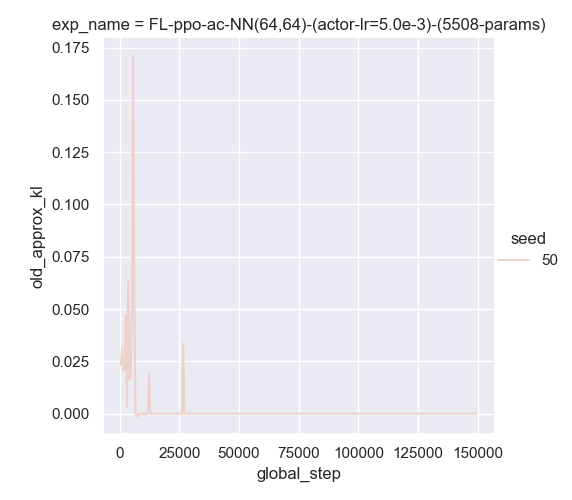 exp_name = FL-ppo-ac-NN(64,64)-(actor-lr=5.0e-3)-(5508-params)
0.175
0.150
0.125
0.100
0.075
0.050
0.025
0.000
old_approx_kl
seed
50
0 25000 50000 75000 100000 125000 150000
global_step